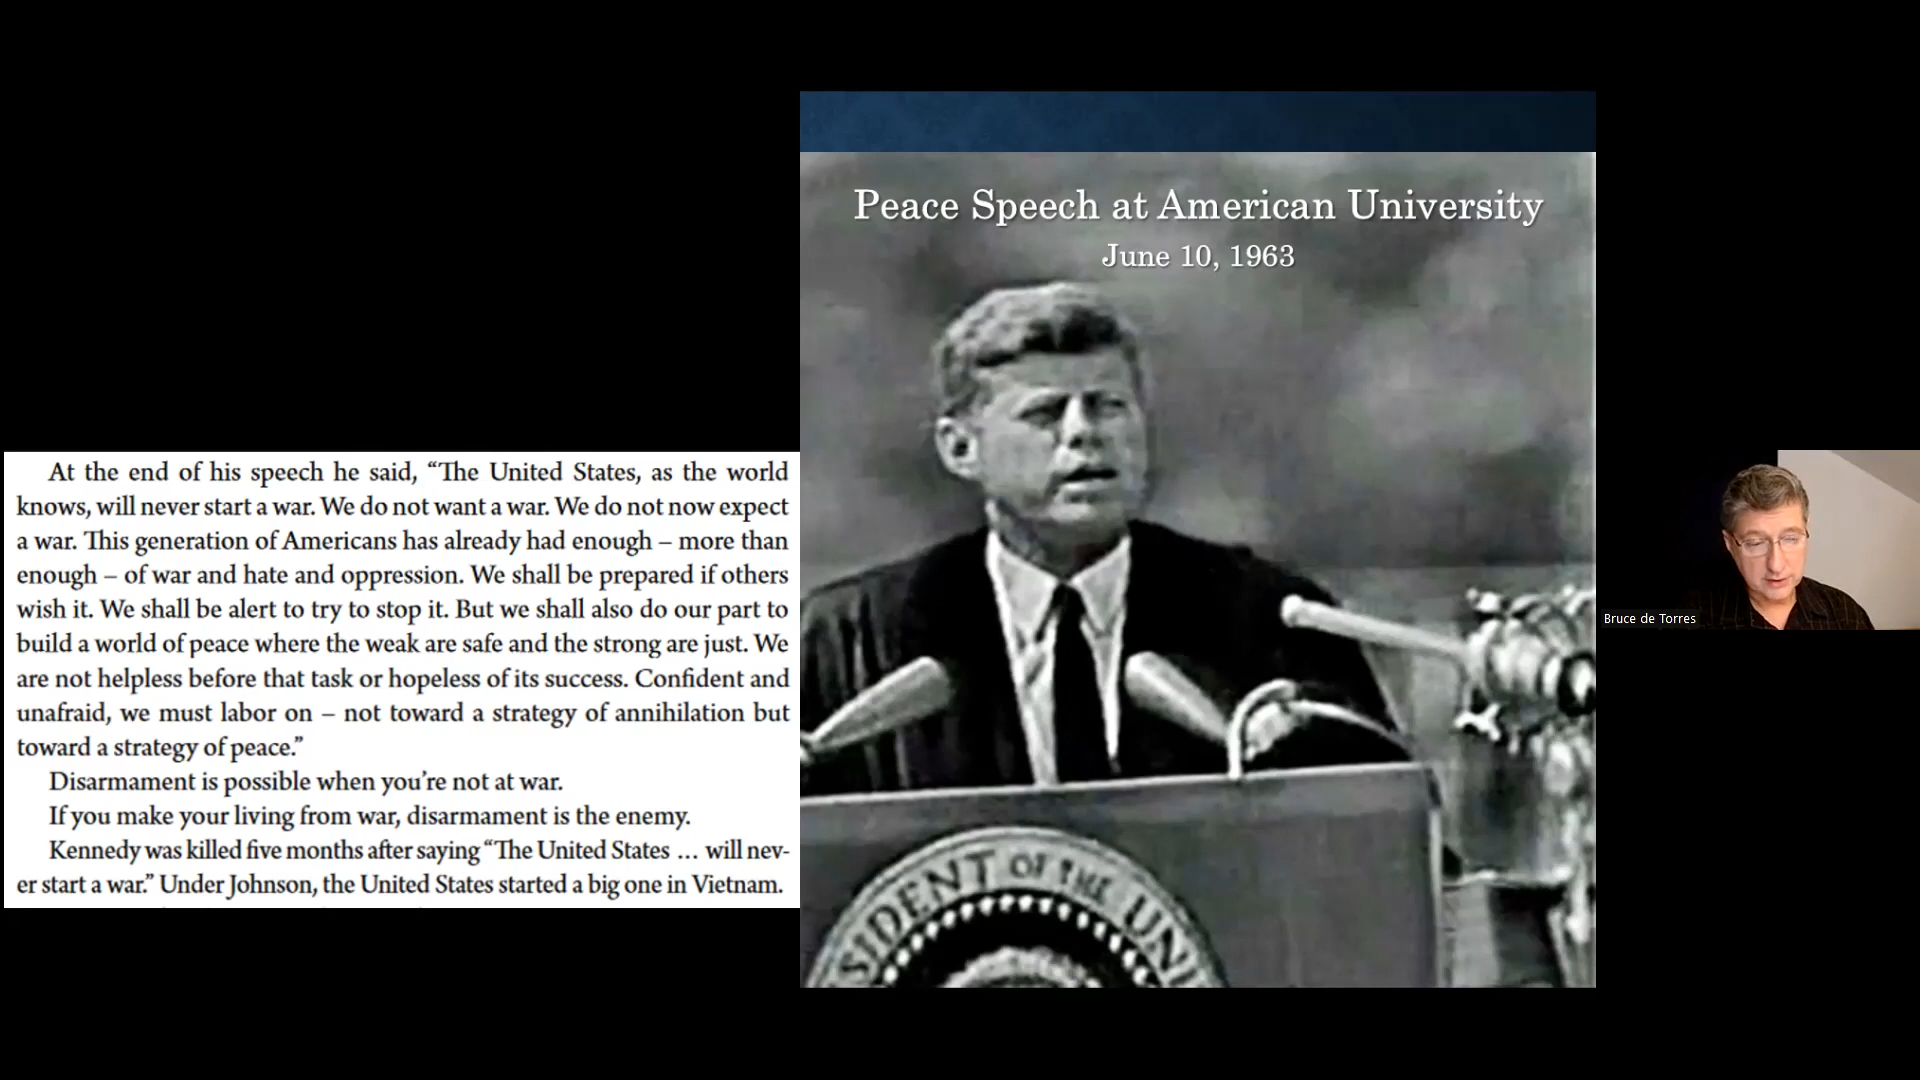 At the end of his speech he said, “The United States, as the world
knows, will never start a war. We do not want a war. We do not now expect
a war. This generation of Americans has already had enough – more than
enough – of war and hate and oppression. We shall be prepared if others
wish it. We shall be alert to try to stop it. But we shall also do our part to
build a world of peace where the weak are safe and the strong are just. We
are not helpless before that task or hopeless of its success. Confident and
unafraid, we must labor on – not toward a strategy of annihilation but
toward a strategy of peace.”
Disarmament is possible when you’re not at war.
If you make your living from war, disarmament is the enemy.
Kennedy was killed five months after saying “The United States … will nev-
er start a war.” Under Johnson, the United States started a big one in Vietnam.
Peace Speech at American University
June 10, 1963
SIDENT OF THE UNI
Bruce de Torres